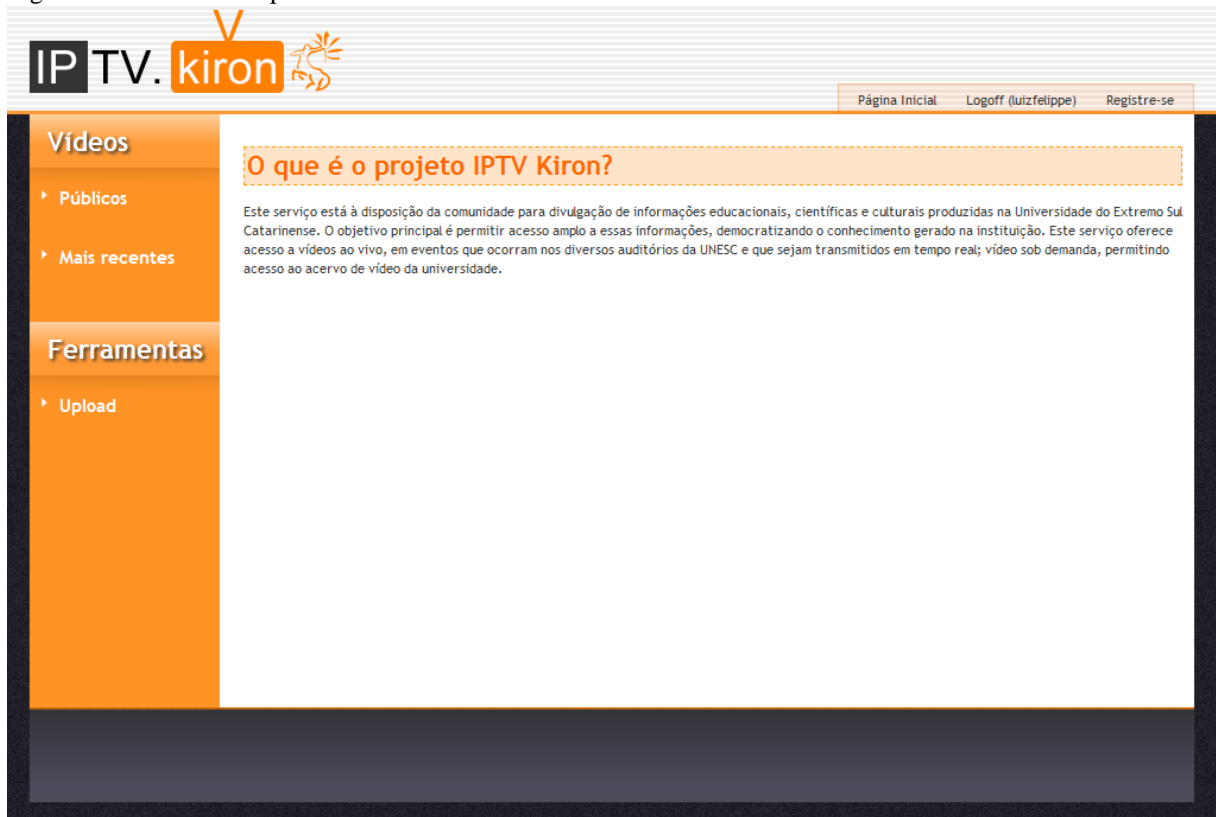 IP TV. kiron
Página Inicial Logoff (luizfelippe) Registre-se
Vídeos
Públicos
Mais recentes
Ferramentas
Upload
O que é o projeto IPTV Kiron?
Este serviço está à disposição da comunidade para divulgação de informações educacionais, científicas e culturais produzidas na Universidade do Extremo Sul
Catarinense. O objetivo principal é permitir acesso amplo a essas informações, democratizando o conhecimento gerado na instituição. Este serviço oferece
acesso a vídeos ao vivo, em eventos que ocorram nos diversos auditórios da UNESC e que sejam transmitidos em tempo real; vídeo sob demanda, permitindo
acesso ao acervo de vídeo da universidade.